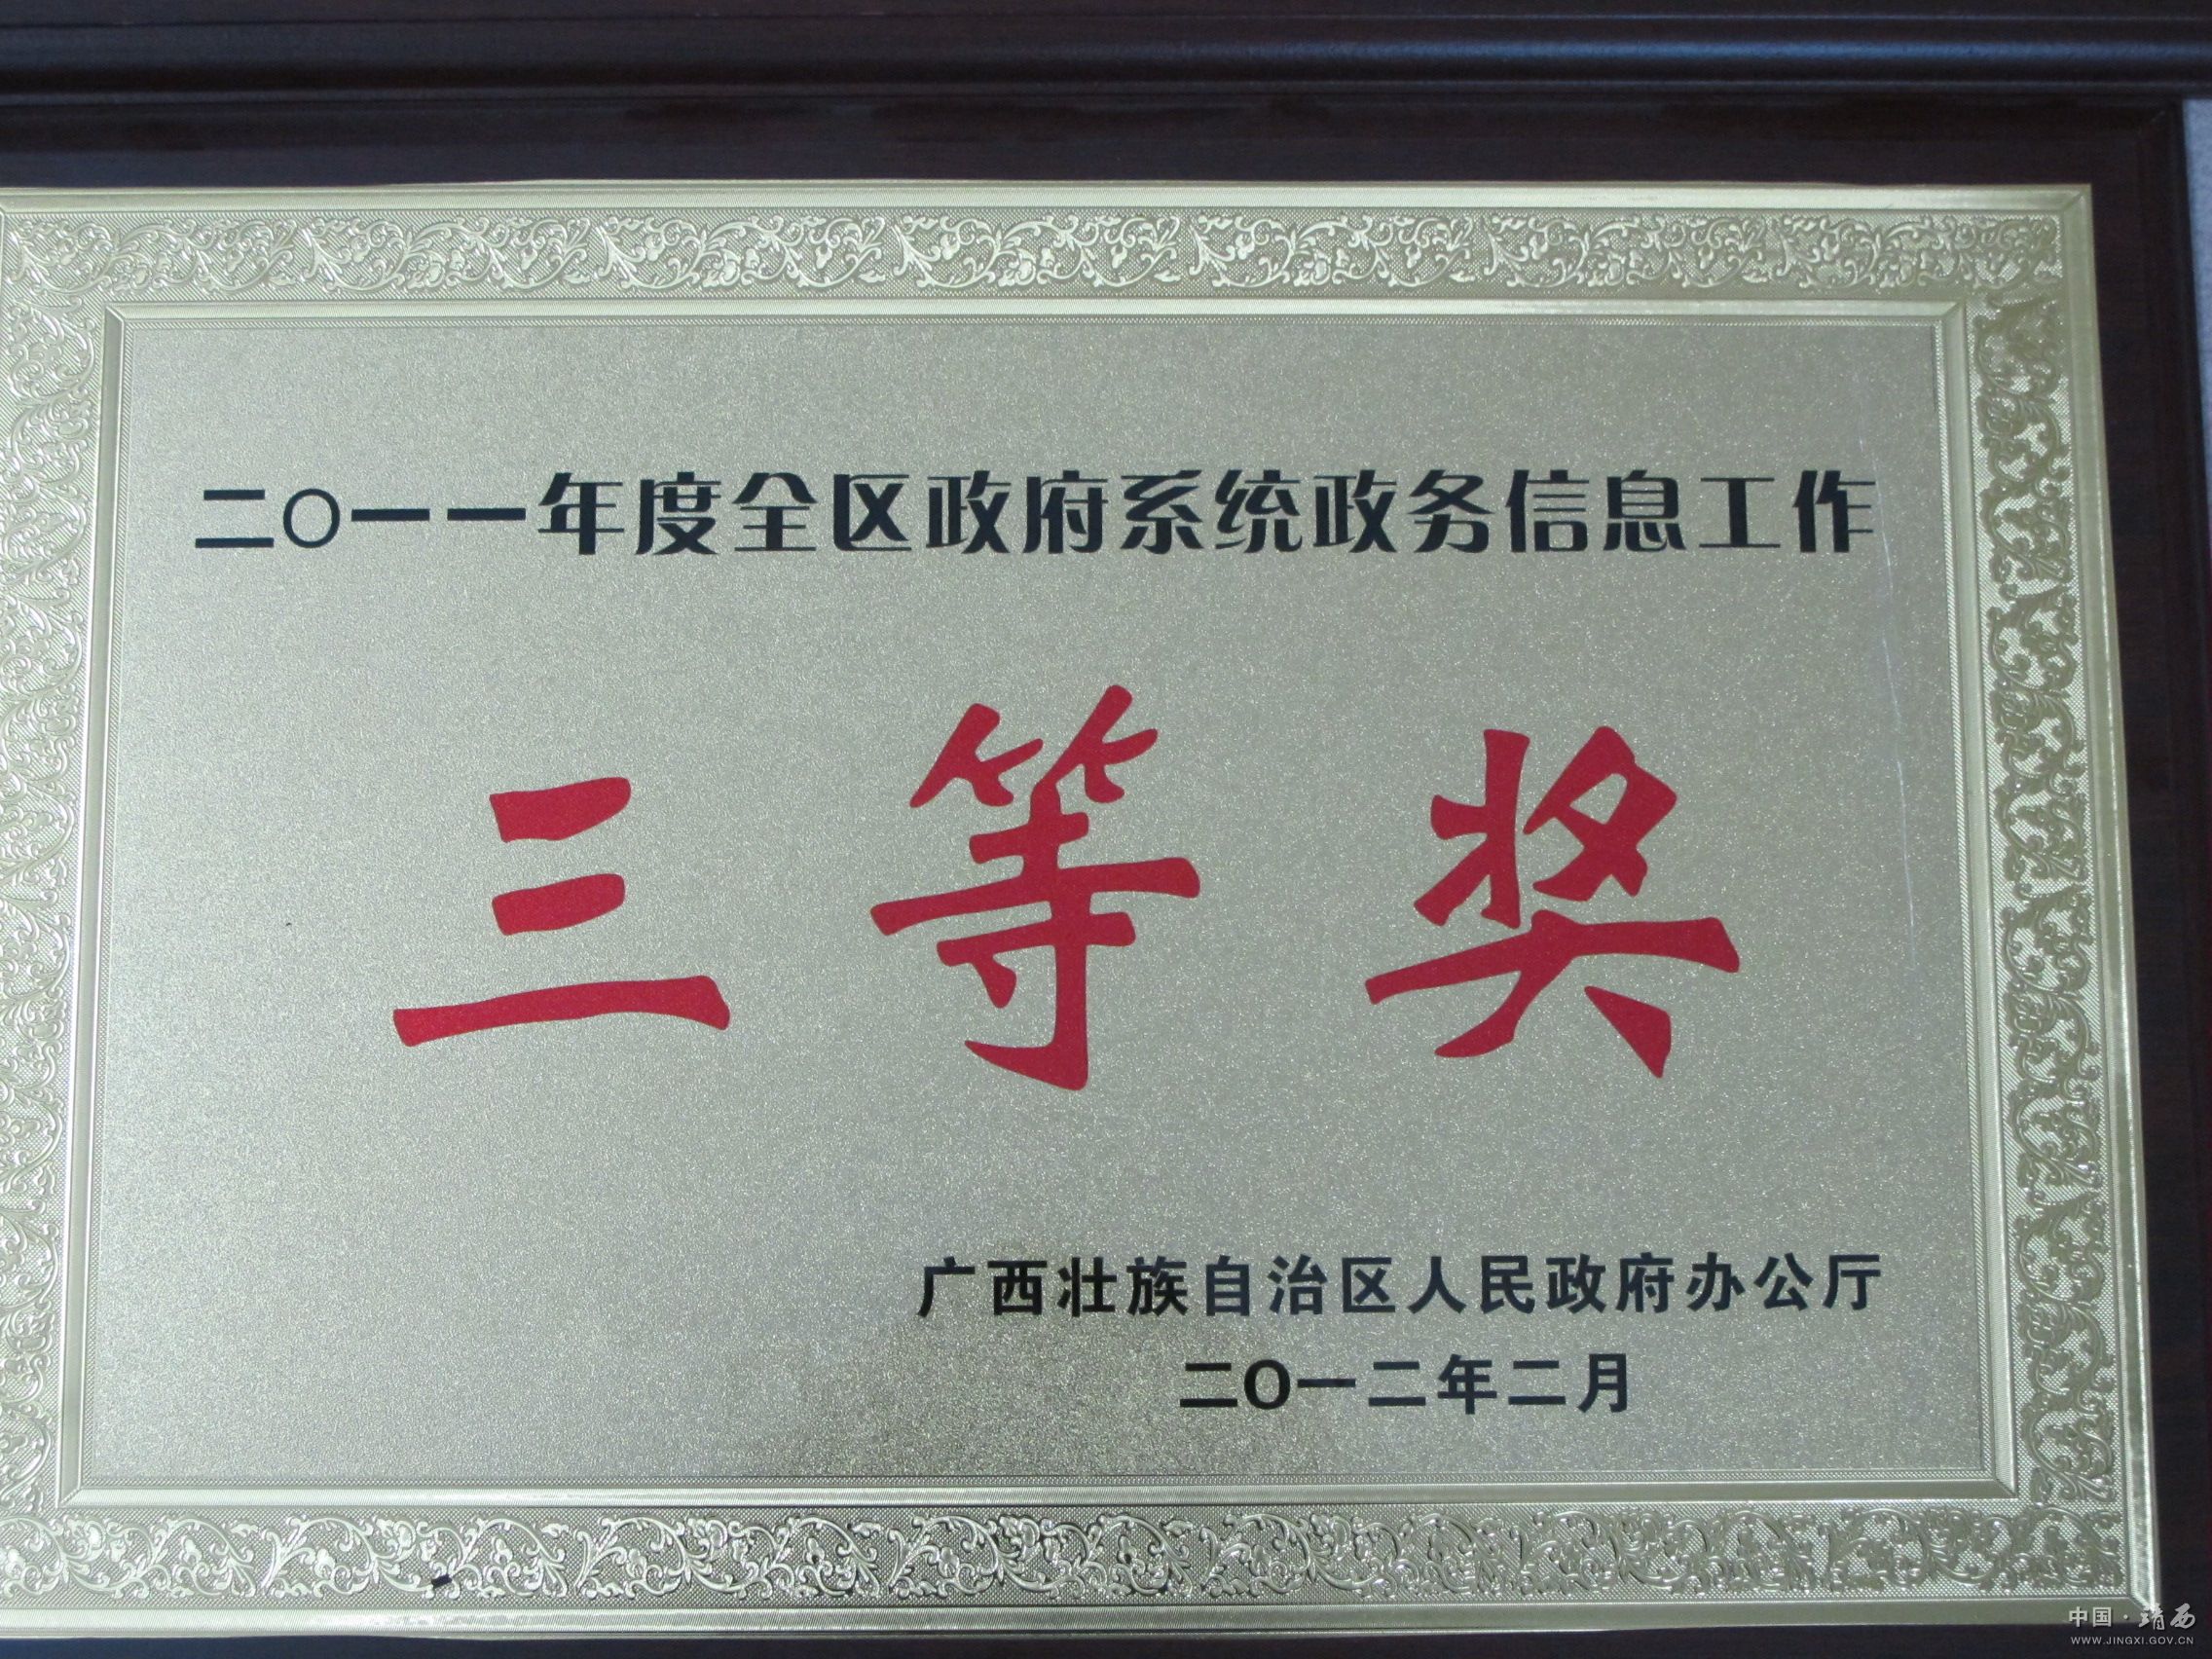 二〇一一年度全区政府系统政务信息工作
三等奖
广西壮族自治区人民政府办公厅
二〇一二年二月
中国·靖西
WWW.JINGXI.GOV.CN